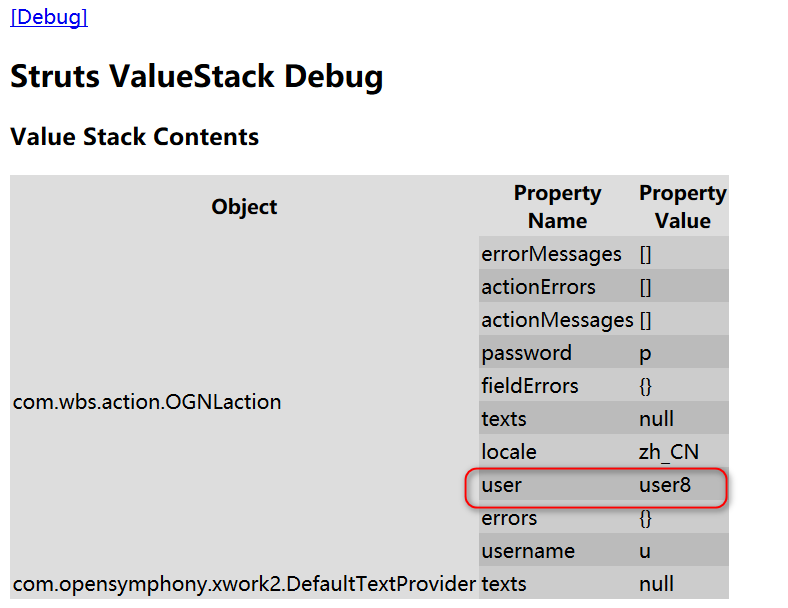 [Debug]
Struts ValueStack Debug
Value Stack Contents
Object Property Name Property Value
com.wbs.action.OGNLaction
errorMessages []
actionErrors []
actionMessages []
password p
fieldErrors {}
texts null
locale zh_CN
user user8
errors {}
username u
com.opensymphony.xwork2.DefaultTextProvider texts null